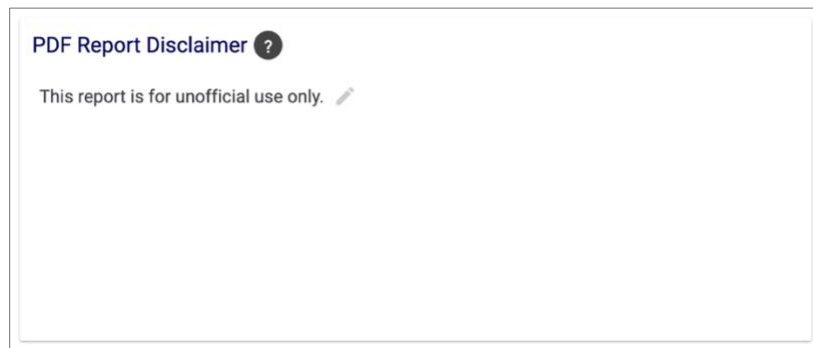 PDF Report Disclaimer ?
This report is for unofficial use only.